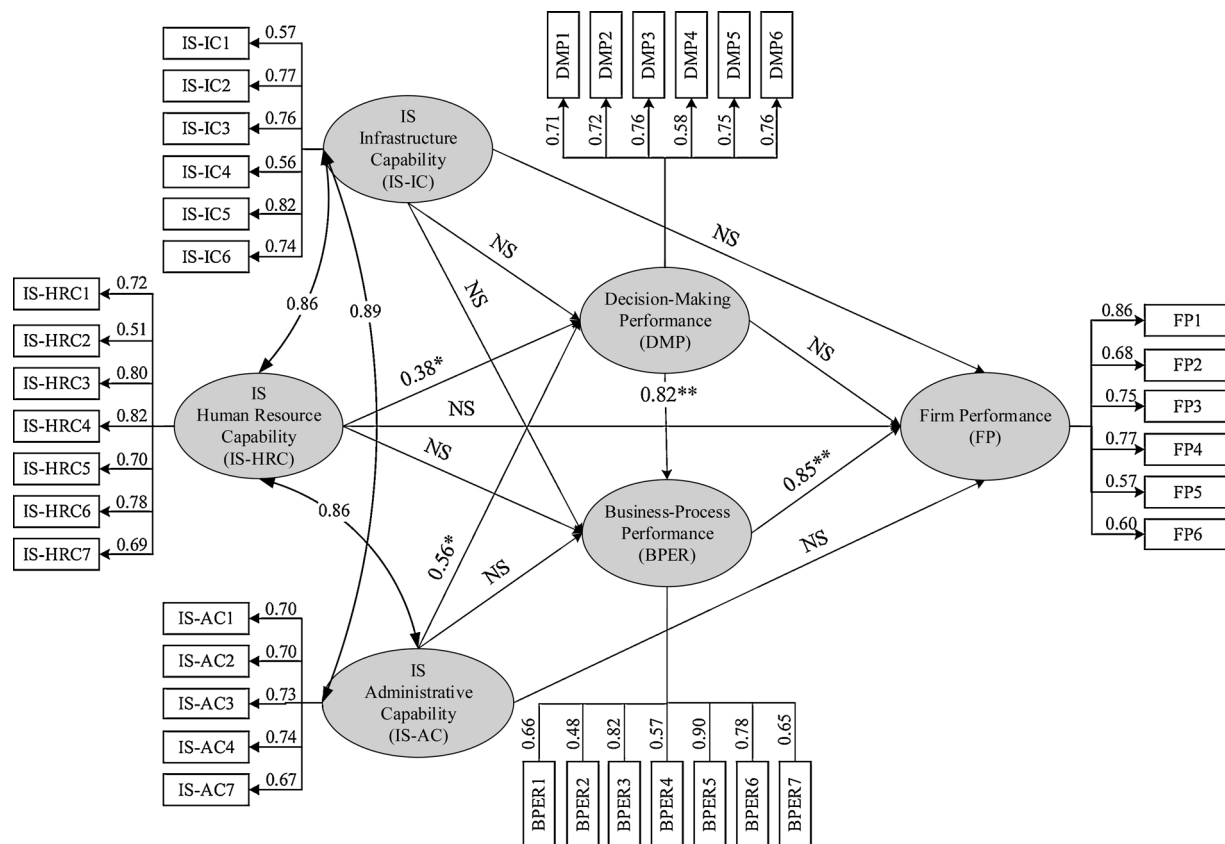 IS-IC1
0.57
IS-IC2
0.77
IS-IC3
0.76
IS-IC4
0.56
IS-IC5
0.82
IS-IC6
0.74
IS
Infrastructure
Capability
(IS-IC)
DMP1
DMP2
DMP3
DMP4
DMP5
DMP6
0.71
0.72
0.76
0.58
0.75
0.76
NS
NS
NS
0.86
0.89
IS-HRC1
0.72
IS-HRC2
0.51
IS-HRC3
0.80
IS-HRC4
0.82
IS-HRC5
0.70
IS-HRC6
0.78
IS-HRC7
0.69
IS
Human Resource
Capability
(IS-HRC)
Decision-Making
Performance
(DMP)
0.38*
NS
0.82**
NS
NS
0.85**
Firm Performance
(FP)
0.86
FP1
0.68
FP2
0.75
FP3
0.77
FP4
0.57
FP5
0.60
FP6
Business-Process
Performance
(BPER)
0.86
0.56*
NS
NS
IS-AC1
0.70
IS-AC2
0.70
IS-AC3
0.73
IS-AC4
0.74
IS-AC7
0.67
IS
Administrative
Capability
(IS-AC)
0.66
0.48
0.82
0.57
0.90
0.78
0.65
BPER1
BPER2
BPER3
BPER4
BPER5
BPER6
BPER7